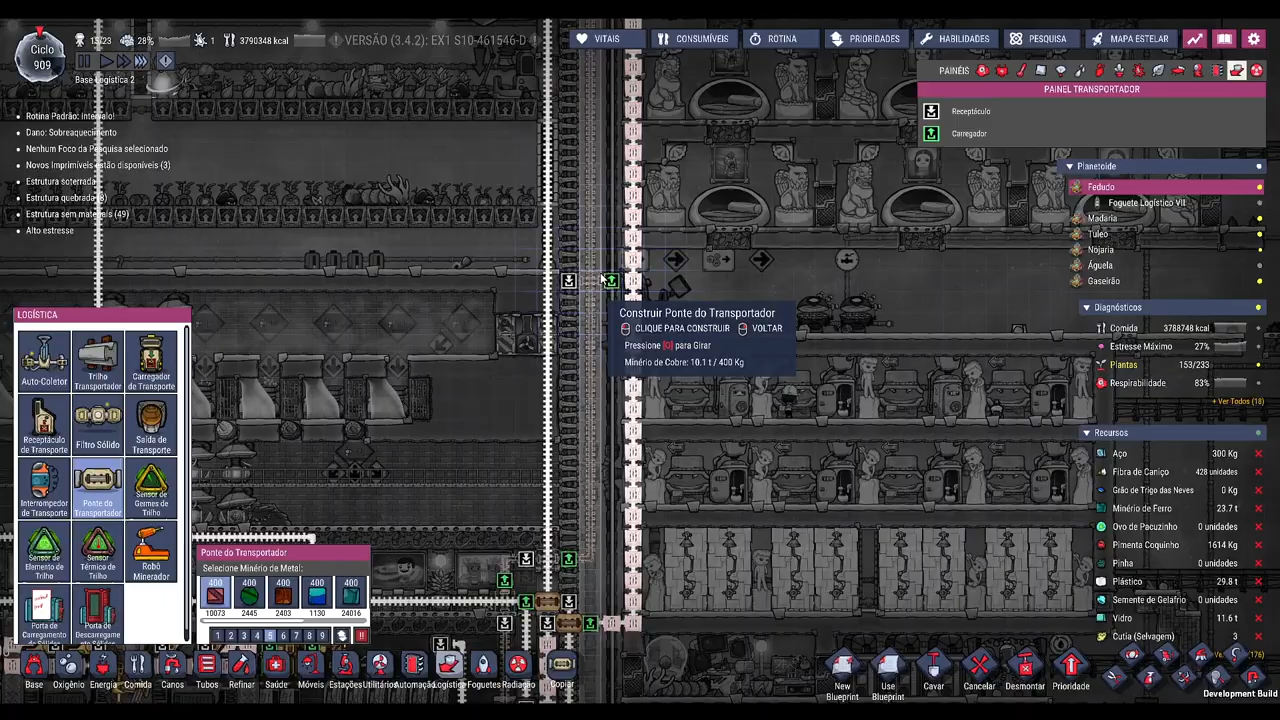 Ciclo
909
28%
1
3790348 kcal
VERSÃO (3.4.2): EX1 S10-461546-D
Base Logística 2
VITAIS
CONSUMÍVEIS
ROTINA
PRIORIDADES
HABILIDADES
PESQUISA
MAPA ESTELAR
PAINÉIS
PAINEL TRANSPORTADOR
Receptáculo
Carregador
Rotina Padrão: Intervalo!
Dano: Sobreaquecimento
Nenhum Foco da Pesquisa selecionado
Novos Imprimíveis estão disponíveis (3)
Estrutura soterrada
Estrutura quebrada (8)
Estrutura sem materiais (49)
Alto estresse
Planetoide
Fedudo
Foguete Logístico VII
Madaria
Tuleo
Nojaria
Águela
Gaseirão
Diagnósticos
Comida 3788748 kcal
Estresse Máximo 27%
Plantas 153/233
Respirabilidade 83%
+ Ver Todos (18)
Recursos
Aço 300 Kg
Fibra de Caniço 428 unidades
Grão de Trigo das Neves 0 Kg
Minério de Ferro 23.7 t
Ovo de Pacuzinho 0 unidades
Pimenta Coquinho 1614 Kg
Pinha 0 unidades
Plástico 29.8 t
Semente de Gelafrio 0 unidades
Vidro 11.6 t
Cutia (Selvagem) 3
(176)
Construir Ponte do Transportador
CLIQUE PARA CONSTRUIR VOLTAR
Pressione [O] para Girar
Minério de Cobre: 10.1 t / 400 Kg
LOGÍSTICA
Auto-Coletor
Trilho Transportador
Carregador de Transporte
Receptáculo de Transporte
Filtro Sólido
Saída de Transporte
Interrompedor de Transporte
Ponte do Transportador
Sensor de Germes de Trilho
Sensor de Elemento de Trilho
Sensor Térmico de Trilho
Robô Minerador
Porta de Carregamento de Sólidos
Porta de Descarregamento
Ponte do Transportador
Selecione Minério de Metal:
400 400 400 400 400
10073 2445 2403 1130 24016
1 2 3 4 5 6 7 8 9 !!
Base
Oxigênio
Energia
Comida
Canos
Tubos
Refinar
Saúde
Móveis
Estações
Utilitários
Automação
Logística
Foguetes
Radiação
Copiar
New Blueprint
Use Blueprint
Cavar
Cancelar
Desmontar
Prioridade
Development Build